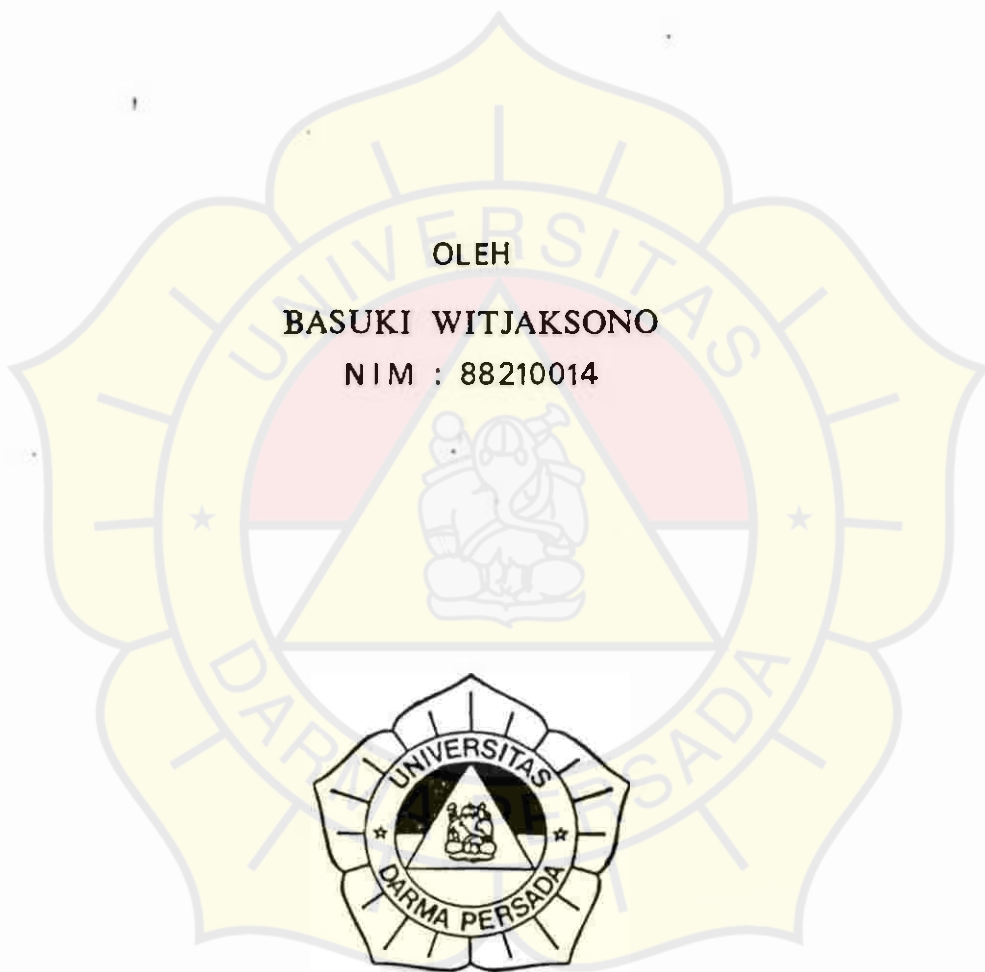 OLEH
BASUKI WITJAKSONO
NIM : 88210014
UNIVERSITAS
DARMA PERSADA
UNIVERSITAS
DARMA PERSADA